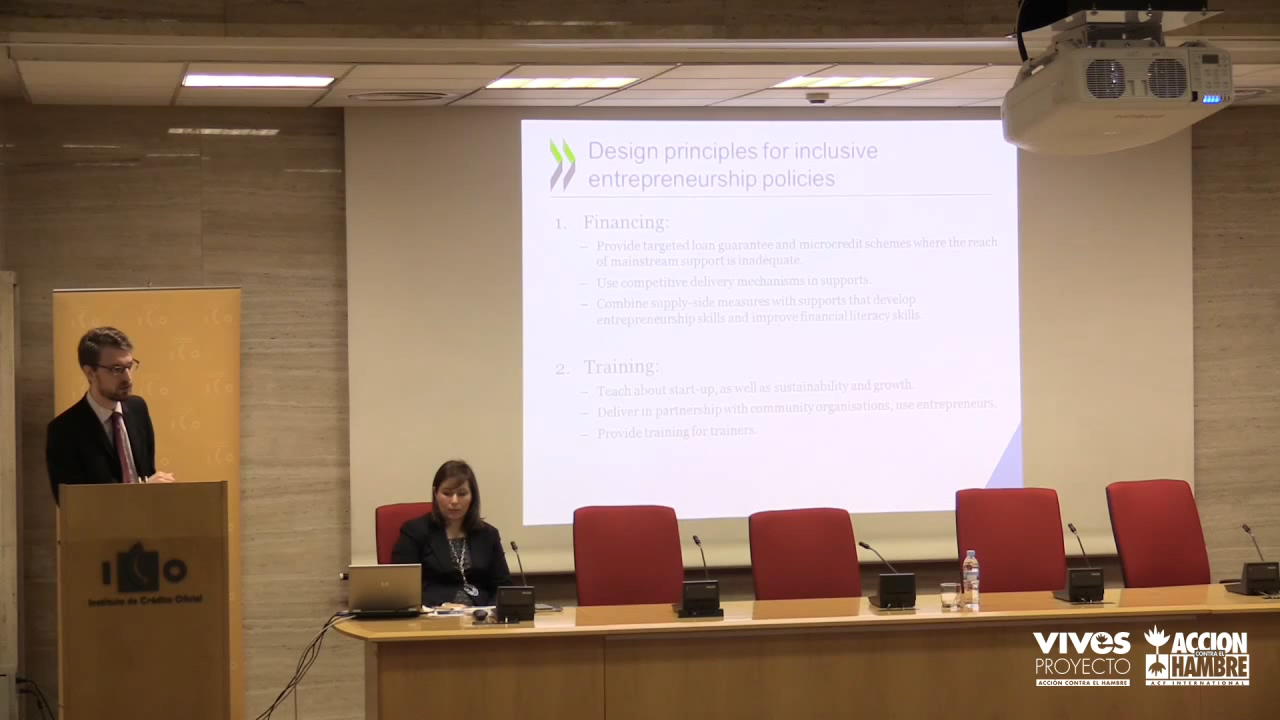 Design principles for inclusive
entrepreneurship policies
1. Financing:
– Provide targeted loan guarantee and microcredit schemes where the reach
of mainstream support is inadequate.
– Use competitive delivery mechanisms in supports.
– Combine supply-side measures with supports that develop
entrepreneurship skills and improve financial literacy skills.
2. Training:
– Teach about start-up, as well as sustainability and growth.
– Deliver in partnership with community organisations, use entrepreneurs.
– Provide training for trainers.
ICO
Instituto de Crédito Oficial
VIVES
PROYECTO
ACCIÓN CONTRA EL HAMBRE
ACCION
CONTRA EL
HAMBRE
ACF INTERNATIONAL